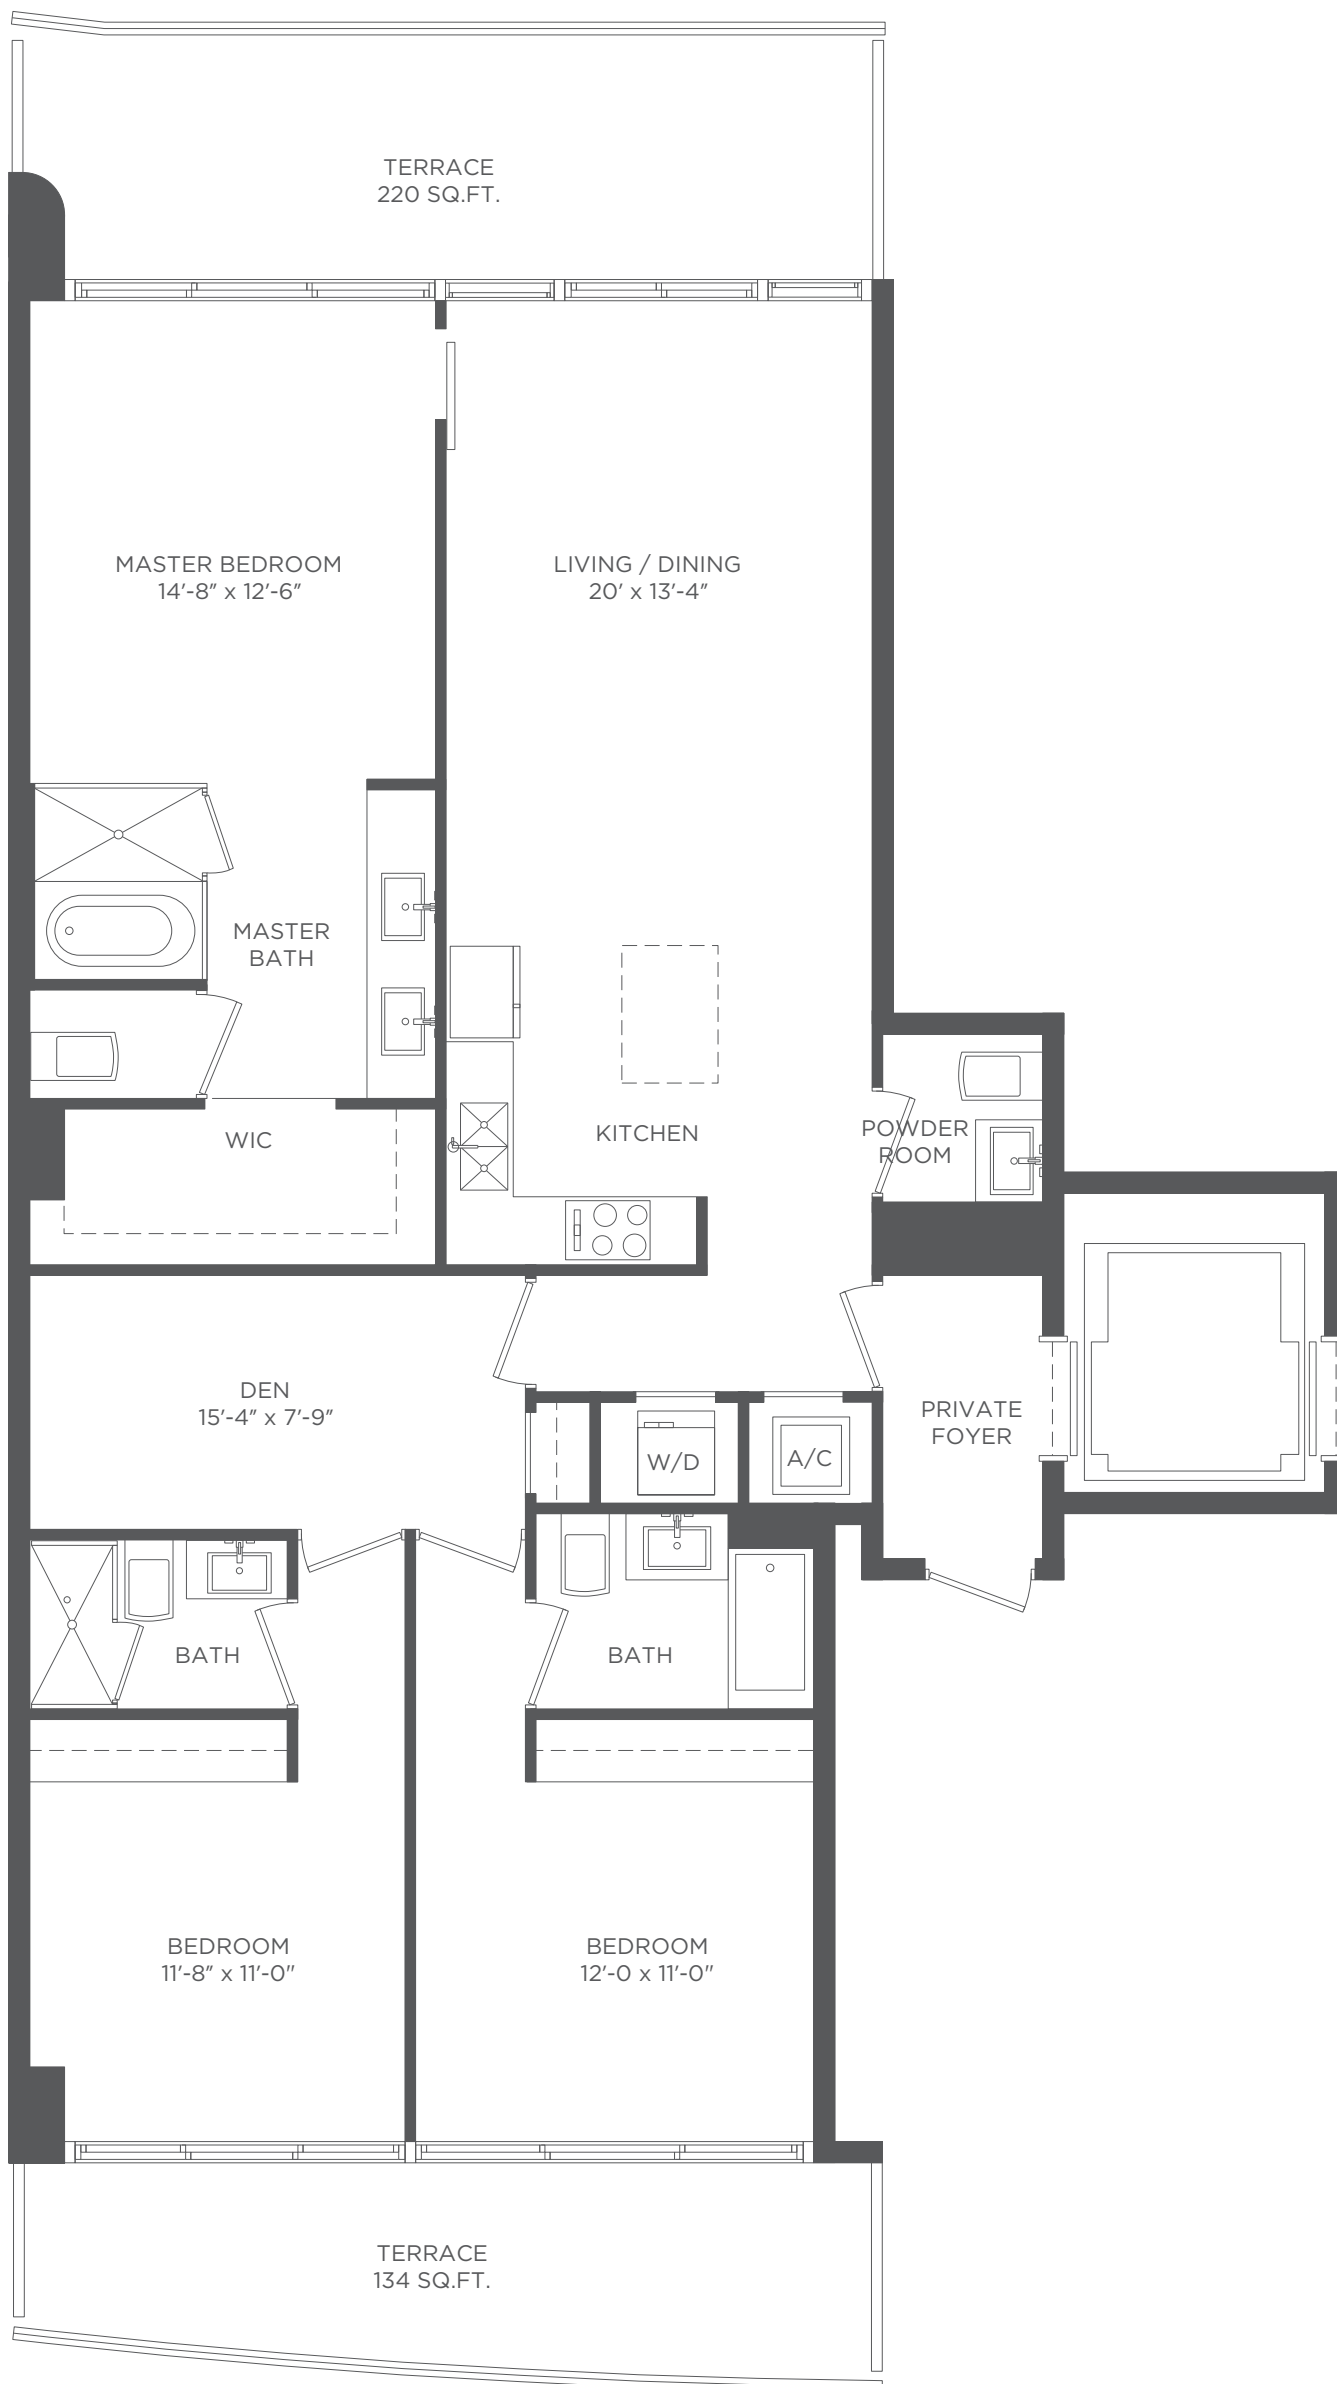 TERRACE
220 SQ.FT.
MASTER BEDROOM
14'-8" x 12'-6"
LIVING / DINING
20' x 13'-4"
MASTER
BATH
WIC
KITCHEN
POWDER
ROOM
DEN
15'-4" x 7'-9"
W/D
A/C
PRIVATE
FOYER
BATH
BATH
BEDROOM
11'-8" x 11'-0"
BEDROOM
12'-0 x 11'-0"
TERRACE
134 SQ.FT.